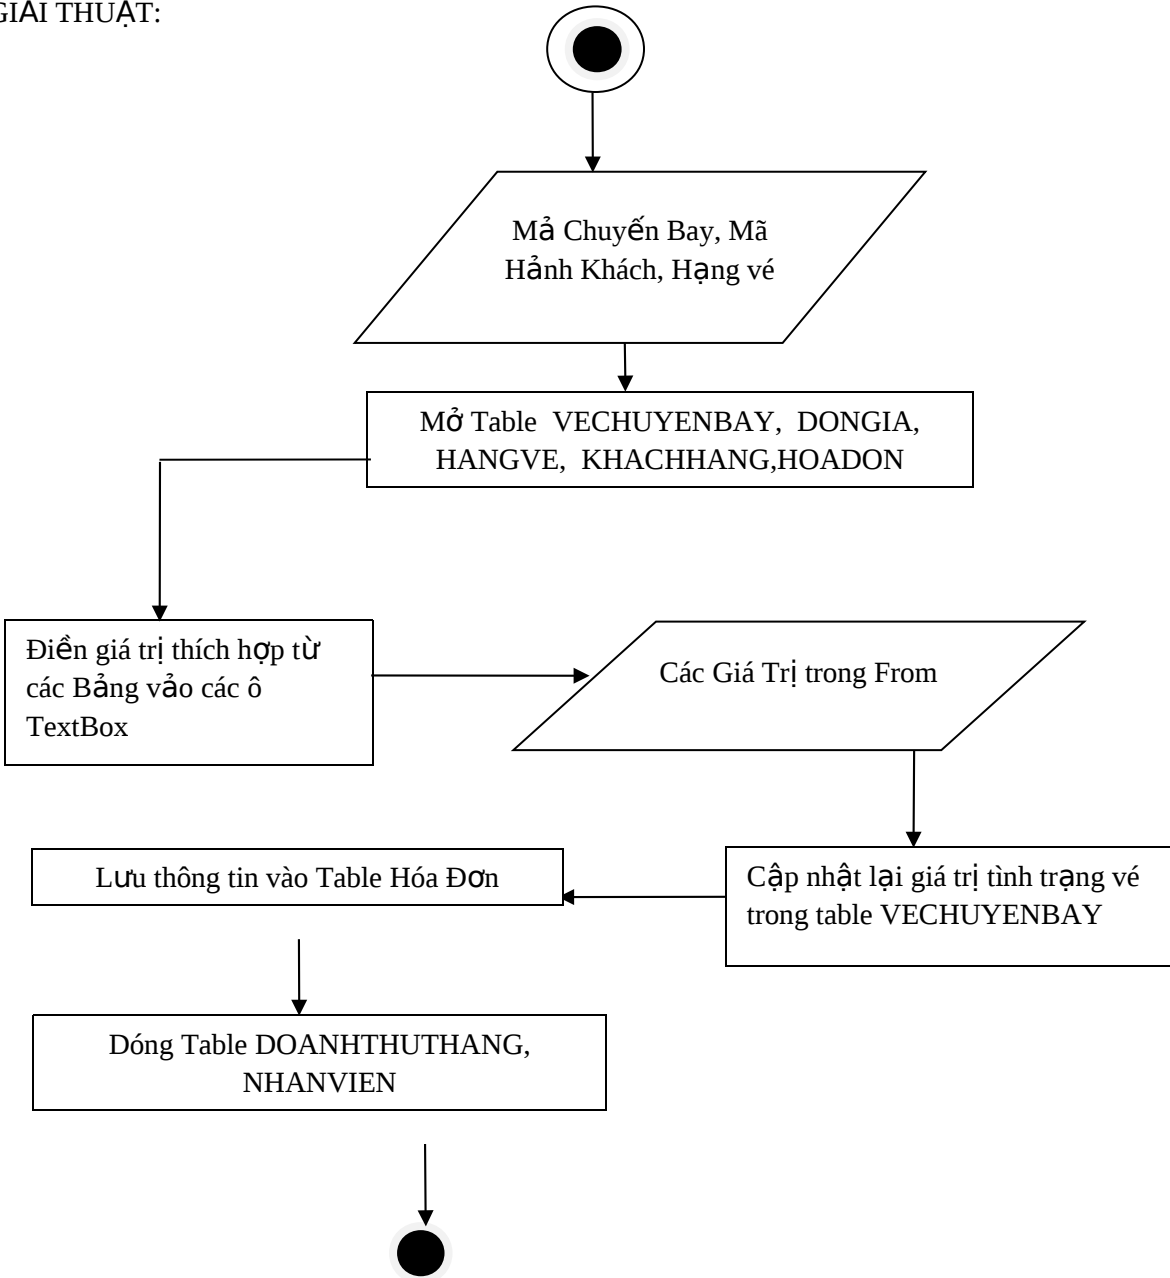 GIẢI THUẬT:
Mả Chuyến Bay, Mã
Hảnh Khách, Hạng vé
Mở Table VECHUYENBAY, DONGIA,
HANGVE, KHACHHANG,HOADON
Điền giá trị thích hợp từ
các Bảng vảo các ô
TextBox
Các Giá Trị trong From
Cập nhật lại giá trị tình trạng vé
trong table VECHUYENBAY
Lưu thông tin vào Table Hóa Đơn
Dóng Table DOANHTHUTHANG,
NHANVIEN